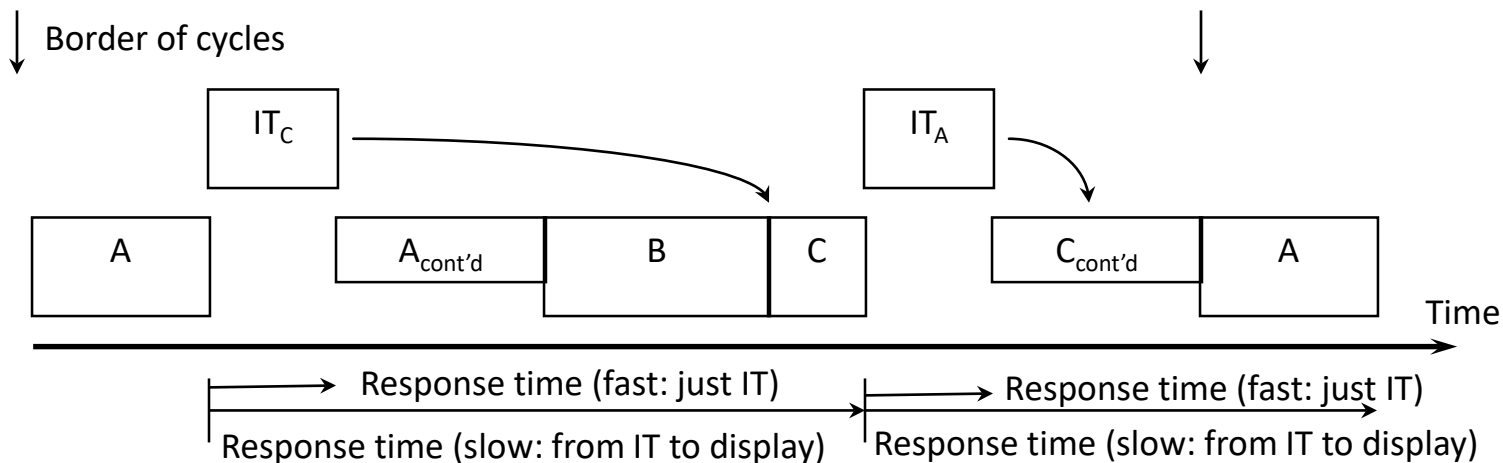 Border of cycles
IT_C
IT_A
A
A_cont'd
B
C
C_cont'd
A
Time
Response time (fast: just IT)
Response time (fast: just IT)
Response time (slow: from IT to display)
Response time (slow: from IT to display)